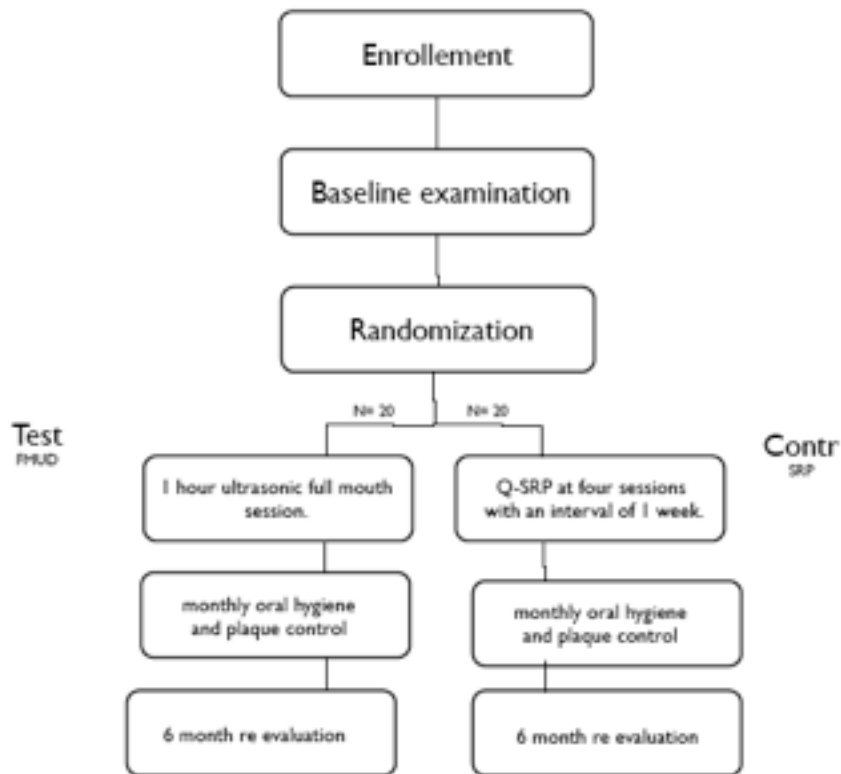 Enrollement
Baseline examination
Randomization
N= 20
N= 20
Test
FMUD
Contr
SRP
1 hour ultrasonic full mouth
session.
Q-SRP at four sessions
with an interval of 1 week.
monthly oral hygiene
and plaque control
monthly oral hygiene
and plaque control
6 month re evaluation
6 month re evaluation